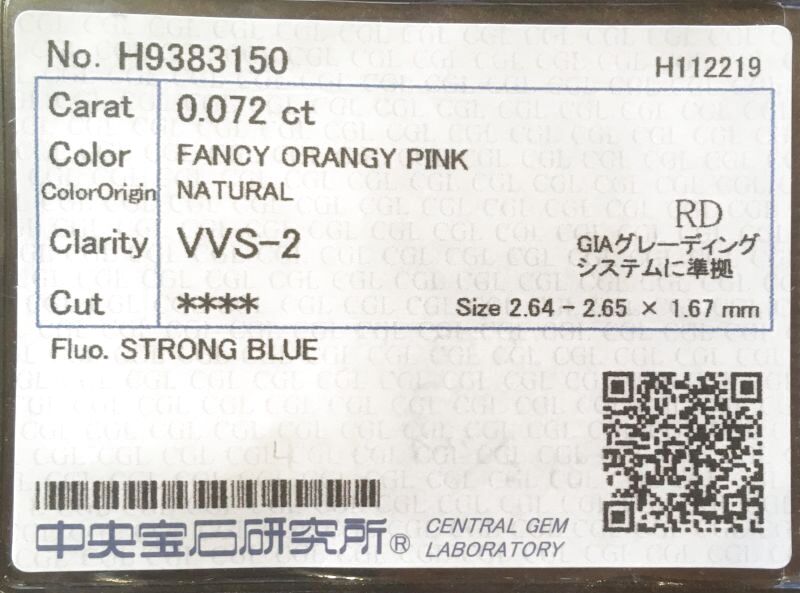 No. H9383150
H112219
Carat 0.072 ct
Color FANCY ORANGY PINK
ColorOrigin NATURAL
Clarity VVS-2
RD
GIAグレーディング
システムに準拠
Cut ****
Size 2.64 - 2.65 × 1.67 mm
Fluo. STRONG BLUE
中央宝石研究所®
CENTRAL GEM
LABORATORY